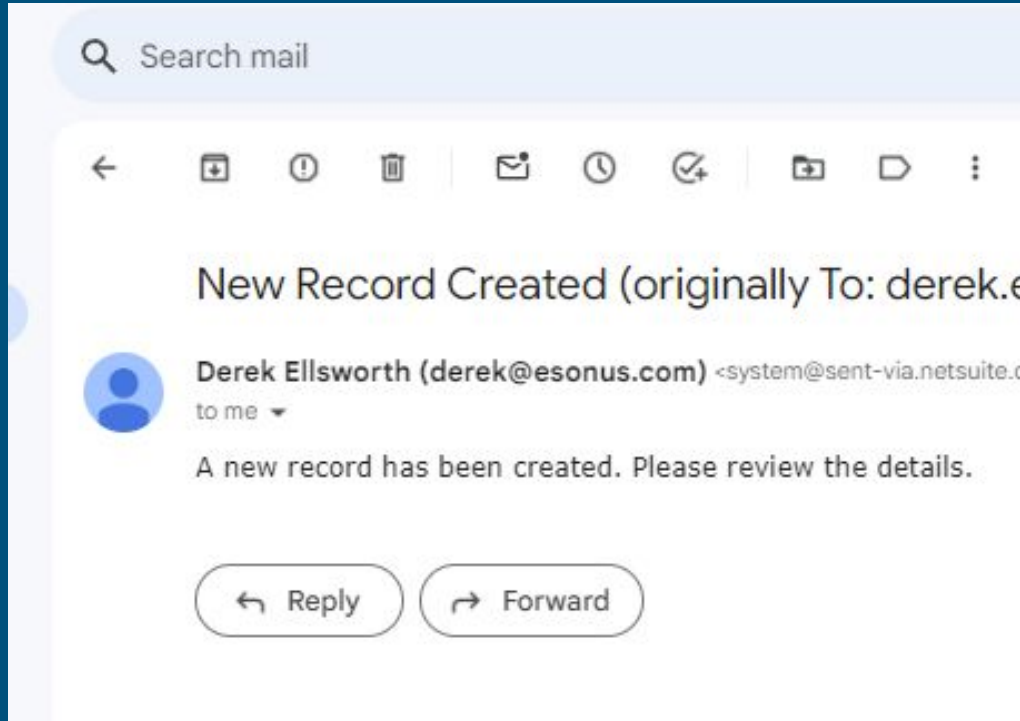 Search mail
New Record Created (originally To: derek.e
Derek Ellsworth (derek@esonus.com) <system@sent-via.netsuite.c
to me
A new record has been created. Please review the details.
Reply Forward